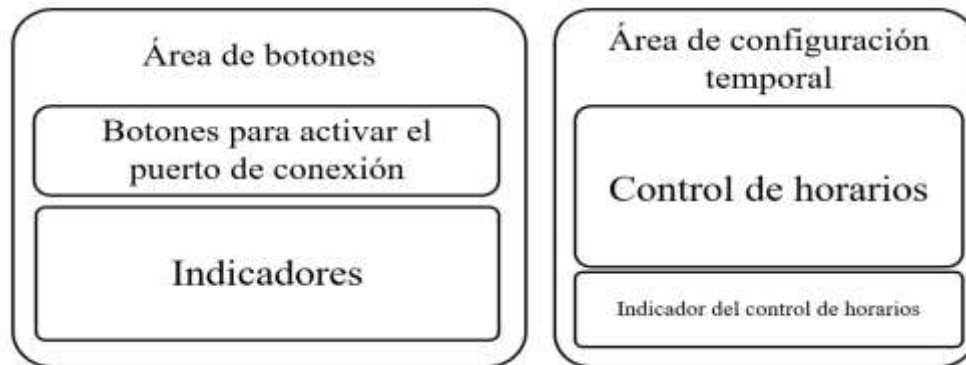 Área de botones
Botones para activar el
puerto de conexión
Indicadores
Área de configuración
temporal
Control de horarios
Indicador del control de horarios